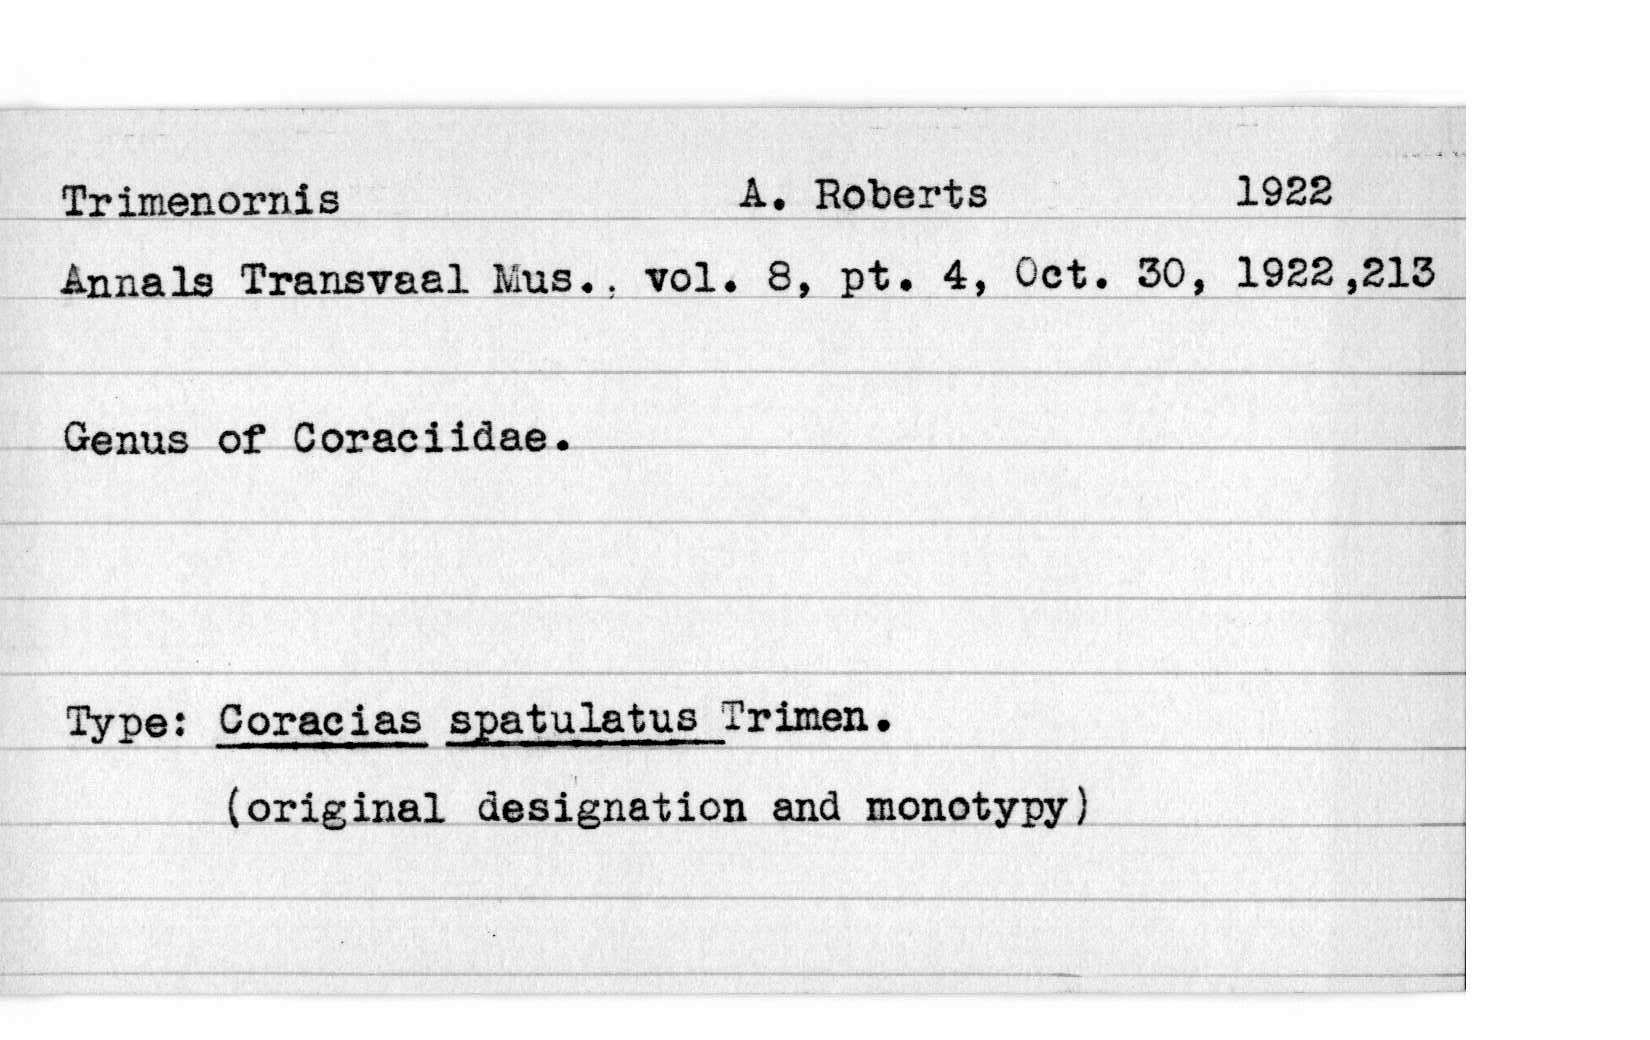 Trimenornis A. Roberts 1922
Annals Transvaal Mus., vol. 8, pt. 4, Oct. 30, 1922,213
Genus of Coraciidae.
Type: Coracias spatulatus Trimen.
(original designation and monotypy)